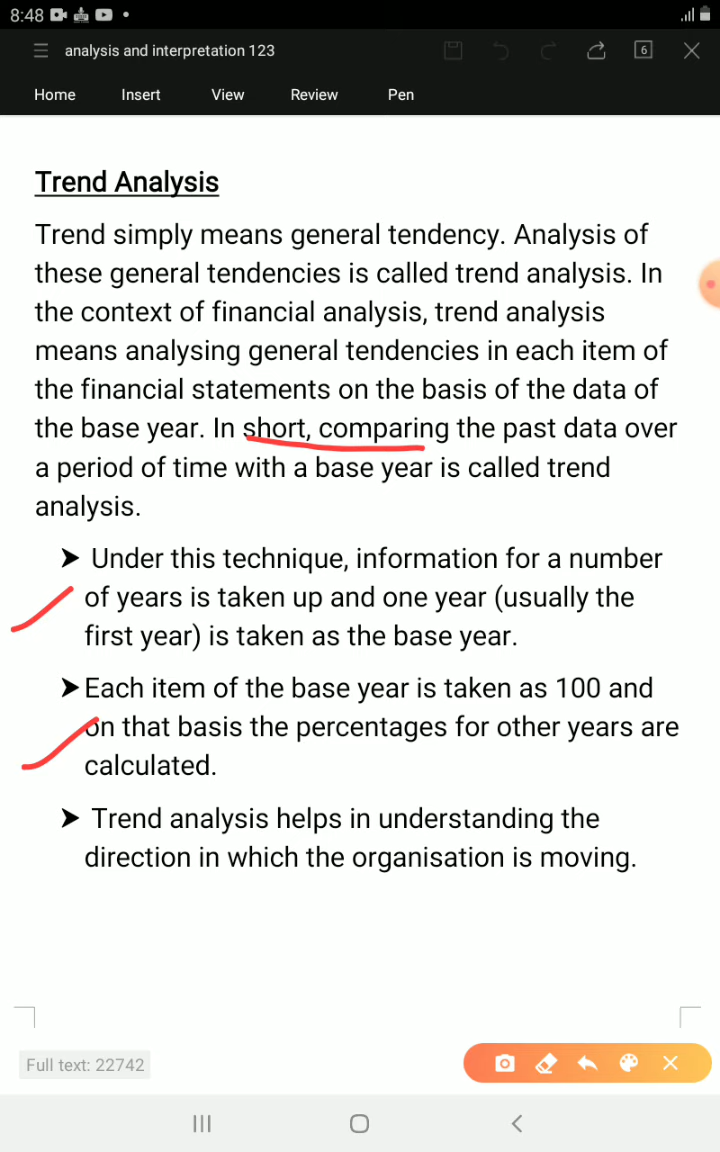 8:48
analysis and interpretation 123
6
Home Insert View Review Pen
Trend Analysis
Trend simply means general tendency. Analysis of
these general tendencies is called trend analysis. In
the context of financial analysis, trend analysis
means analysing general tendencies in each item of
the financial statements on the basis of the data of
the base year. In short, comparing the past data over
a period of time with a base year is called trend
analysis.
➤ Under this technique, information for a number
of years is taken up and one year (usually the
first year) is taken as the base year.
➤ Each item of the base year is taken as 100 and
on that basis the percentages for other years are
calculated.
➤ Trend analysis helps in understanding the
direction in which the organisation is moving.
Full text: 22742